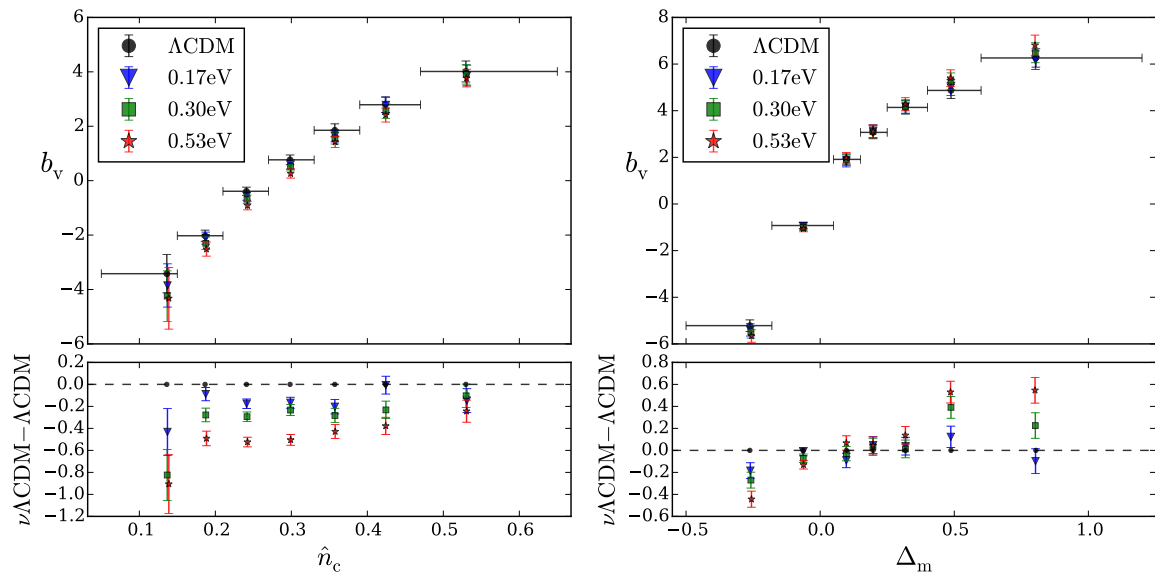 6
4
2
0
−2
−4
−6
b_v
ΛCDM
0.17eV
0.30eV
0.53eV
0.2
0.0
−0.2
−0.4
−0.6
−0.8
−1.0
−1.2
νΛCDM−ΛCDM
0.1 0.2 0.3 0.4 0.5 0.6
n̂_c
8
6
4
2
0
−2
−4
−6
b_v
ΛCDM
0.17eV
0.30eV
0.53eV
0.8
0.6
0.4
0.2
0.0
−0.2
−0.4
−0.6
νΛCDM−ΛCDM
−0.5 0.0 0.5 1.0
Δ_m